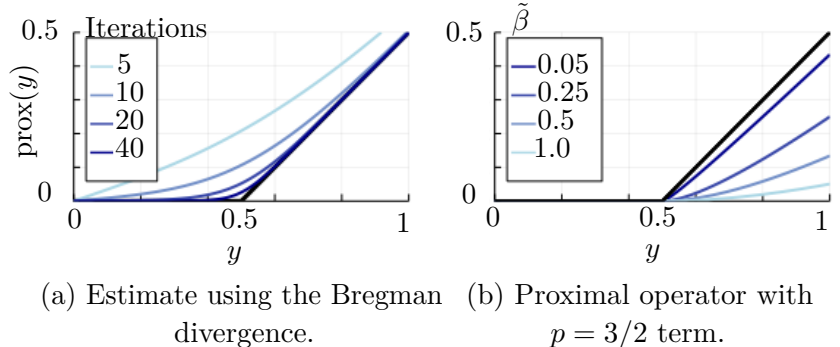 Iterations
0.5
5
10
20
40
prox(y)
0
0
0.5
1
y
(a) Estimate using the Bregman
divergence.
β̃
0.5
0.05
0.25
0.5
1.0
0
0
0.5
1
y
(b) Proximal operator with
p = 3/2 term.